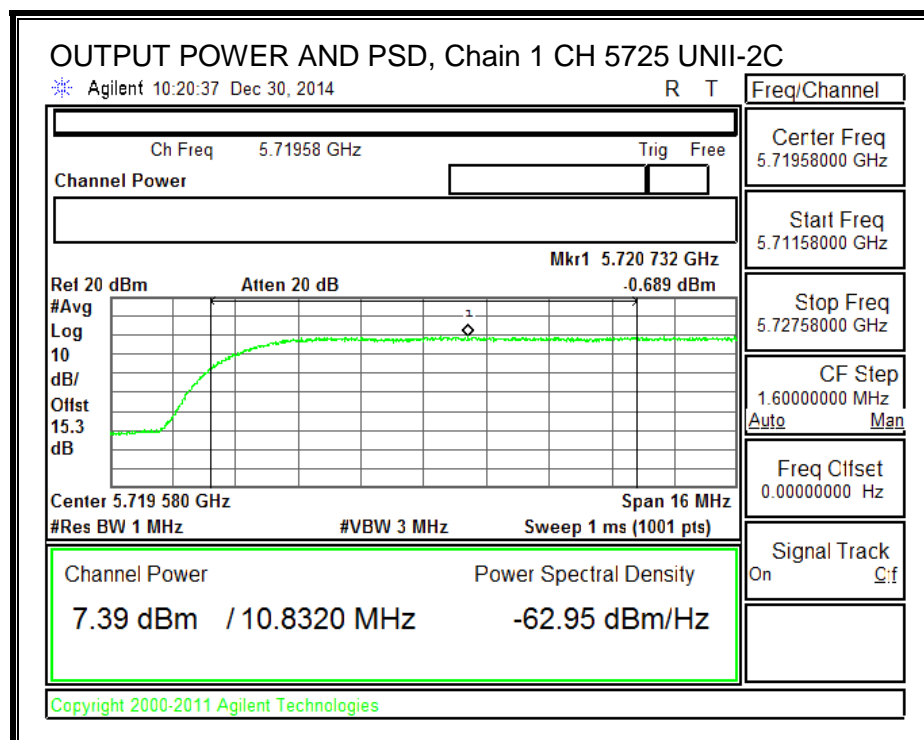 OUTPUT POWER AND PSD, Chain 1 CH 5725 UNII-2C
Agilent 10:20:37 Dec 30, 2014 R T
Freq/Channel
Ch Freq 5.71958 GHz Trig Free
Channel Power
Center Freq
5.71958000 GHz
Start Freq
5.71158000 GHz
Mkr1 5.720 732 GHz
Ref 20 dBm Atten 20 dB -0.689 dBm
#Avg
Log
10
dB/
Offst
15.3
dB
1
Stop Freq
5.72758000 GHz
CF Step
1.60000000 MHz
Auto Man
Freq Offset
0.00000000 Hz
Center 5.719 580 GHz Span 16 MHz
#Res BW 1 MHz #VBW 3 MHz Sweep 1 ms (1001 pts)
Signal Track
On Off
Channel Power Power Spectral Density
7.39 dBm / 10.8320 MHz -62.95 dBm/Hz
Copyright 2000-2011 Agilent Technologies